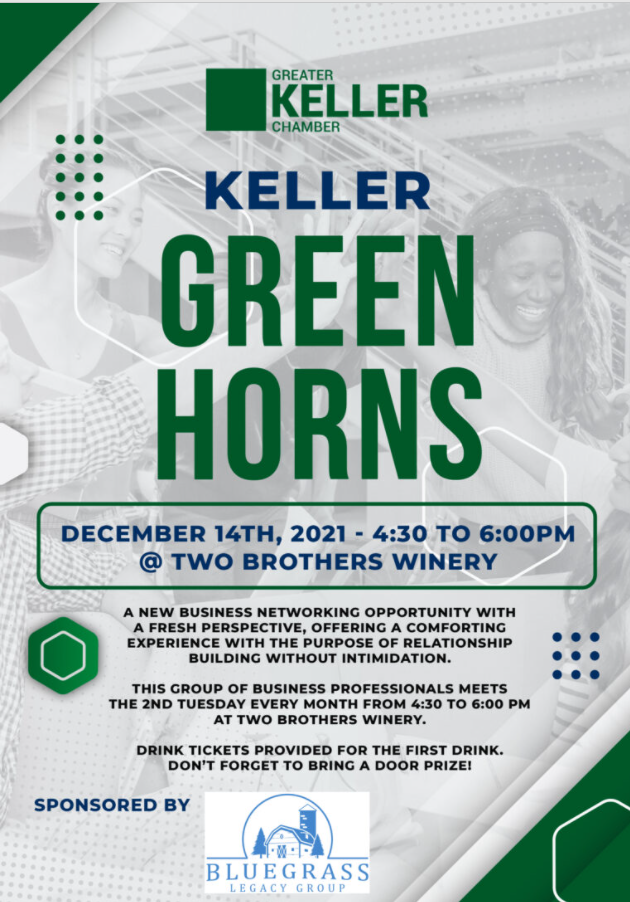 GREATER
KELLER
CHAMBER
KELLER
GREEN
HORNS
DECEMBER 14TH, 2021 - 4:30 TO 6:00PM
@ TWO BROTHERS WINERY
A NEW BUSINESS NETWORKING OPPORTUNITY WITH
A FRESH PERSPECTIVE, OFFERING A COMFORTING
EXPERIENCE WITH THE PURPOSE OF RELATIONSHIP
BUILDING WITHOUT INTIMIDATION.
THIS GROUP OF BUSINESS PROFESSIONALS MEETS
THE 2ND TUESDAY EVERY MONTH FROM 4:30 TO 6:00 PM
AT TWO BROTHERS WINERY.
DRINK TICKETS PROVIDED FOR THE FIRST DRINK.
DON'T FORGET TO BRING A DOOR PRIZE!
SPONSORED BY
BLUEGRASS
LEGACY GROUP